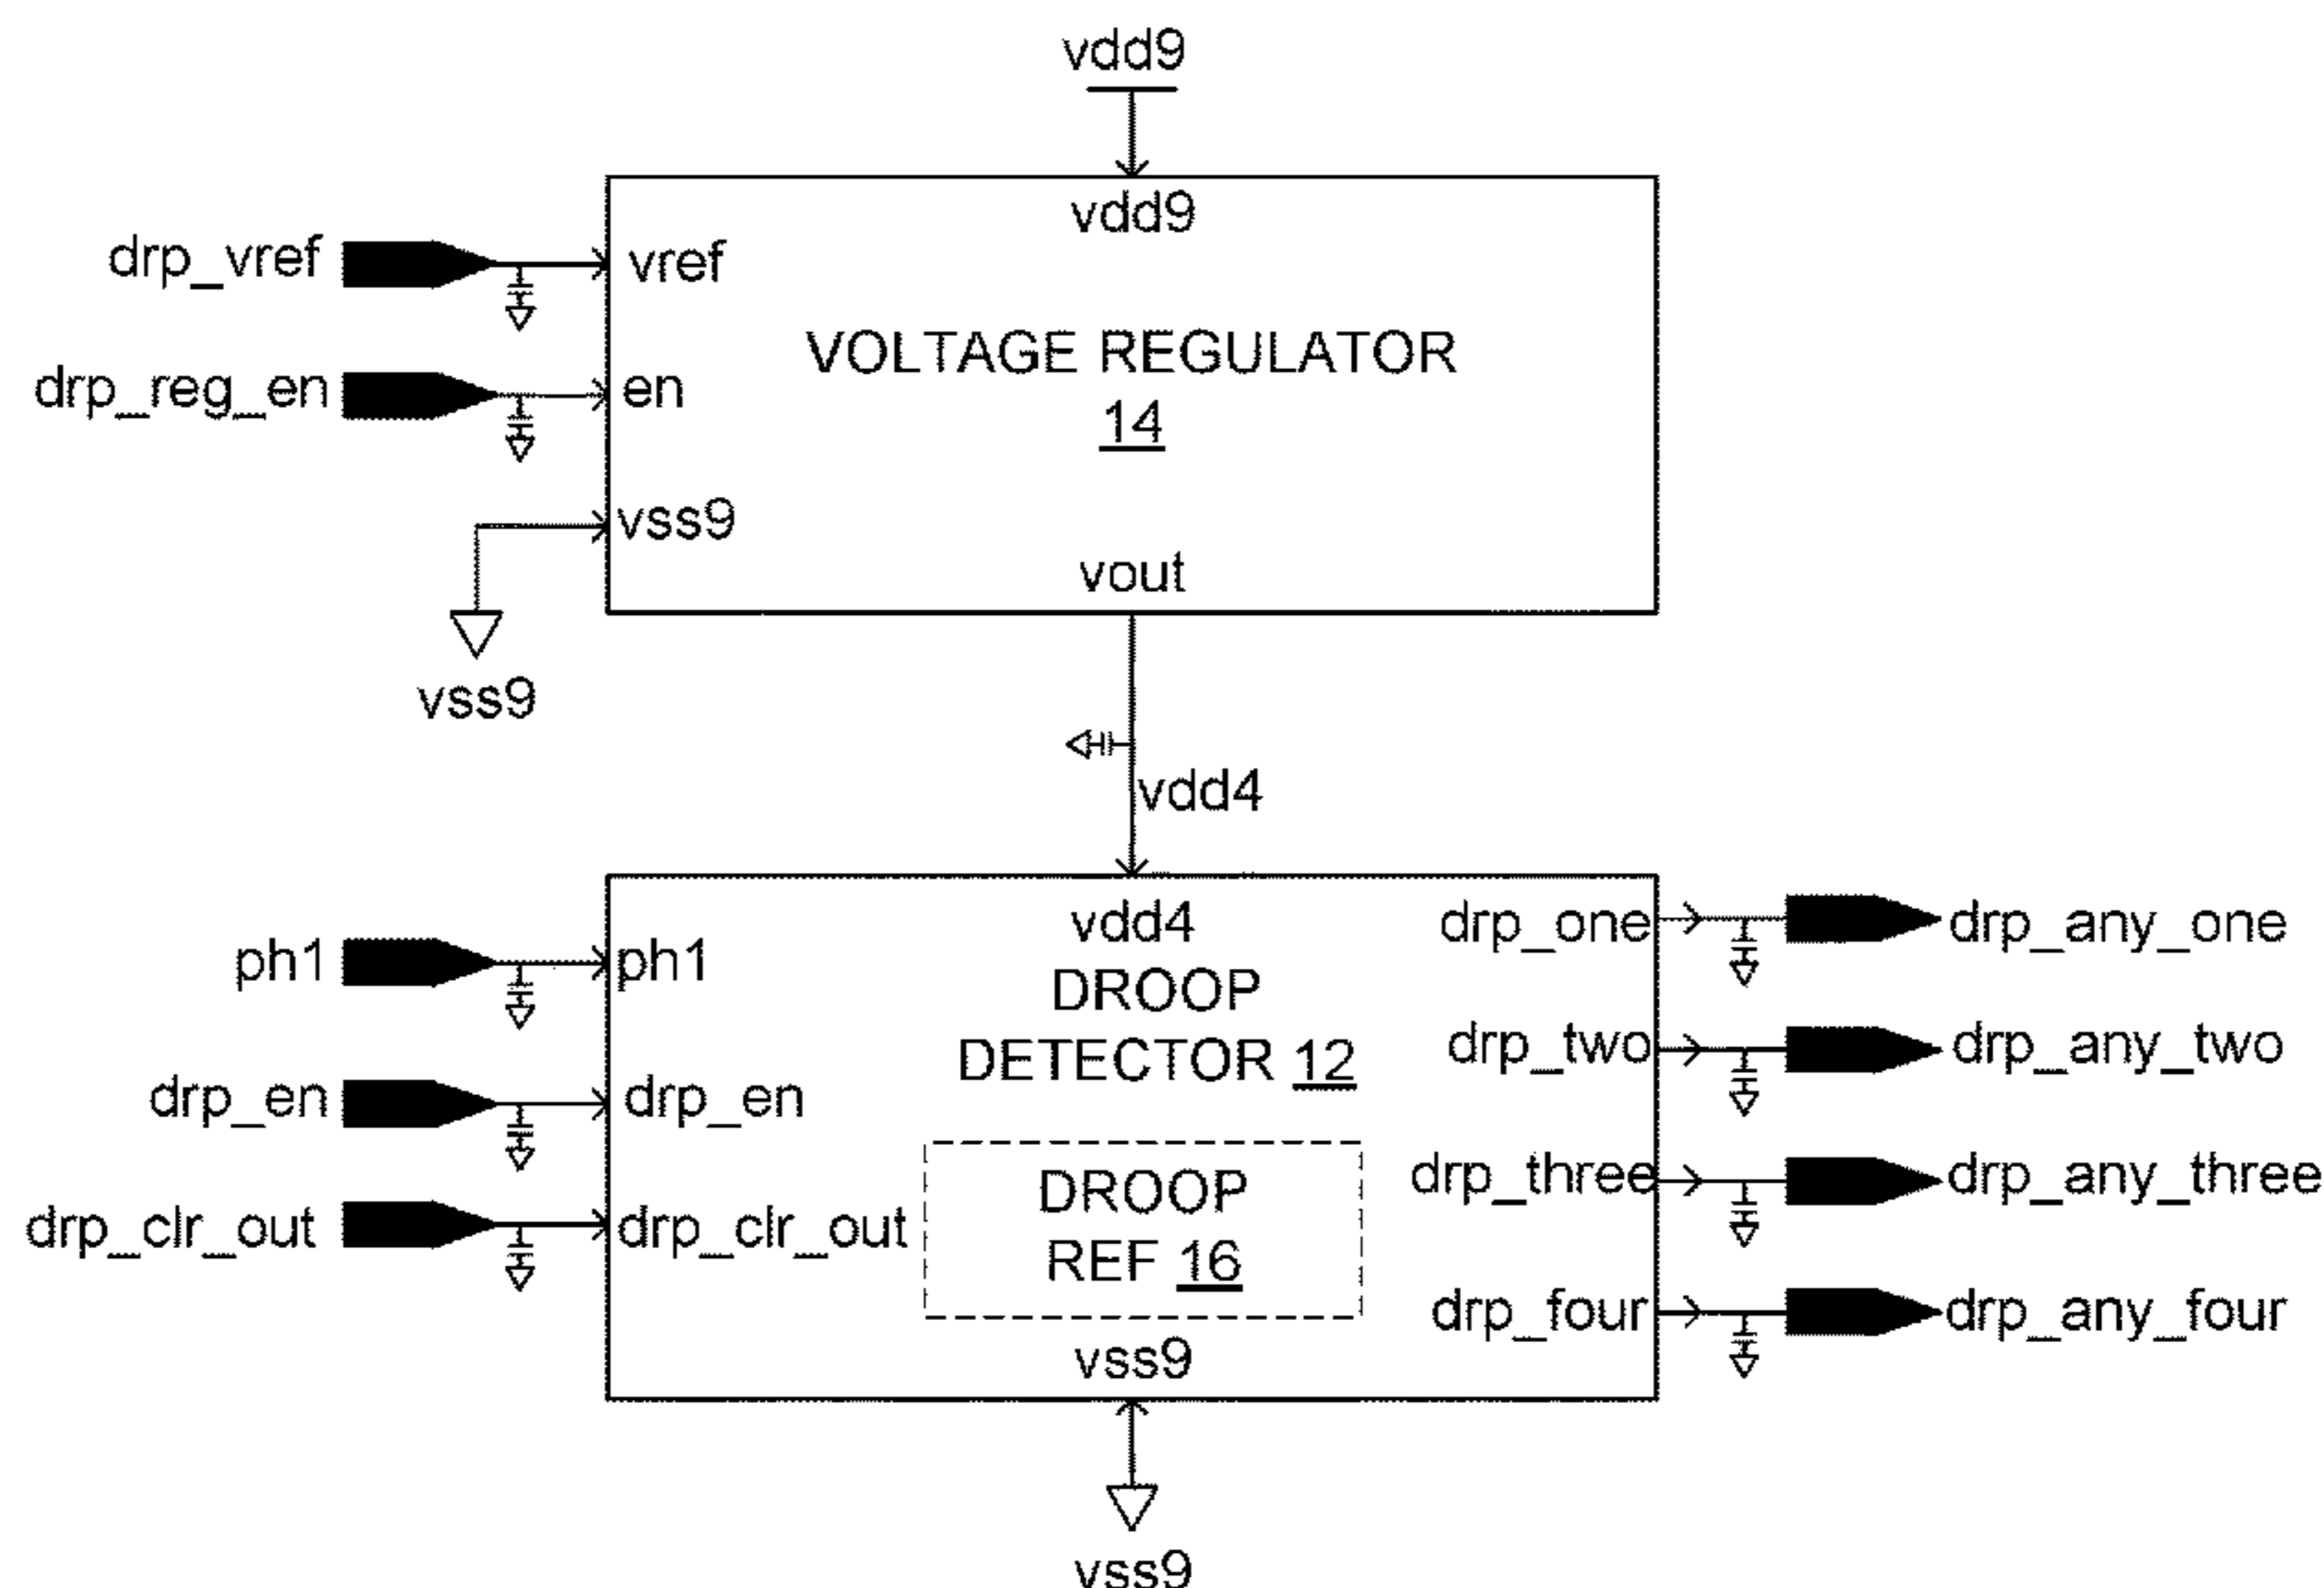 vdd9
vdd9
drp_vref vref
VOLTAGE REGULATOR
drp_reg_en en
14
vss9
vout
vss9
vdd4
vdd4 drp_one drp_any_one
ph1 ph1 DROOP
DETECTOR 12 drp_two drp_any_two
drp_en drp_en
DROOP drp_three drp_any_three
drp_clr_out drp_clr_out REF 16
drp_four drp_any_four
vss9
vss9